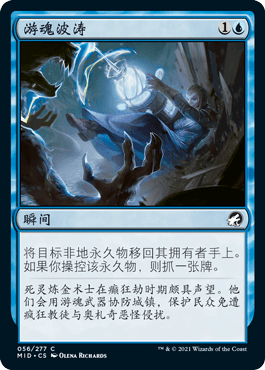 游魂波涛
1
瞬间
将目标非地永久物移回其拥有者手上。
如果你操控该永久物，则抓一张牌。
死灵炼金术士在癫狂劫时期颇具声望。他
们会用游魂武器协防城镇，保护民众免遭
疯狂教徒与奥札奇恶怪侵扰。
056/277 C
MID • CS OLENA RICHARDS
™ & © 2021 Wizards of the Coast